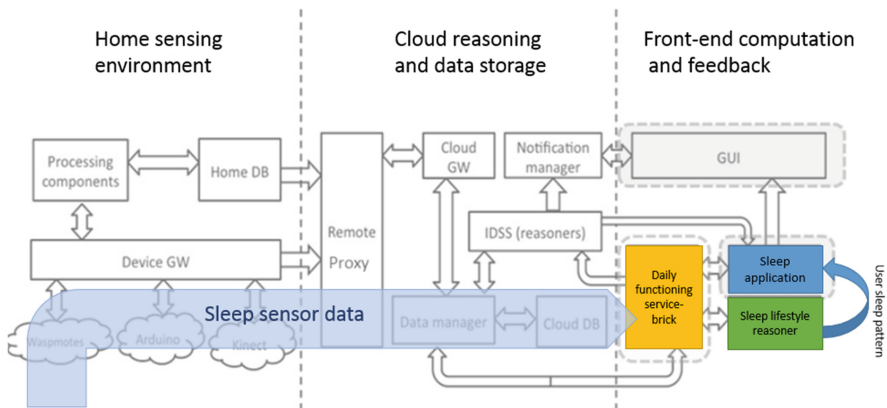 Home sensing
environment
Cloud reasoning
and data storage
Front-end computation
and feedback
Processing
components
Home DB
Remote
Proxy
Cloud
GW
Notification
manager
GUI
Device GW
IDSS (reasoners)
Daily
functioning
service-
brick
Sleep
application
Sleep lifestyle
reasoner
User sleep pattern
Sleep sensor data
Data manager
Cloud DB
Waspmotes
Arduino
Kinect